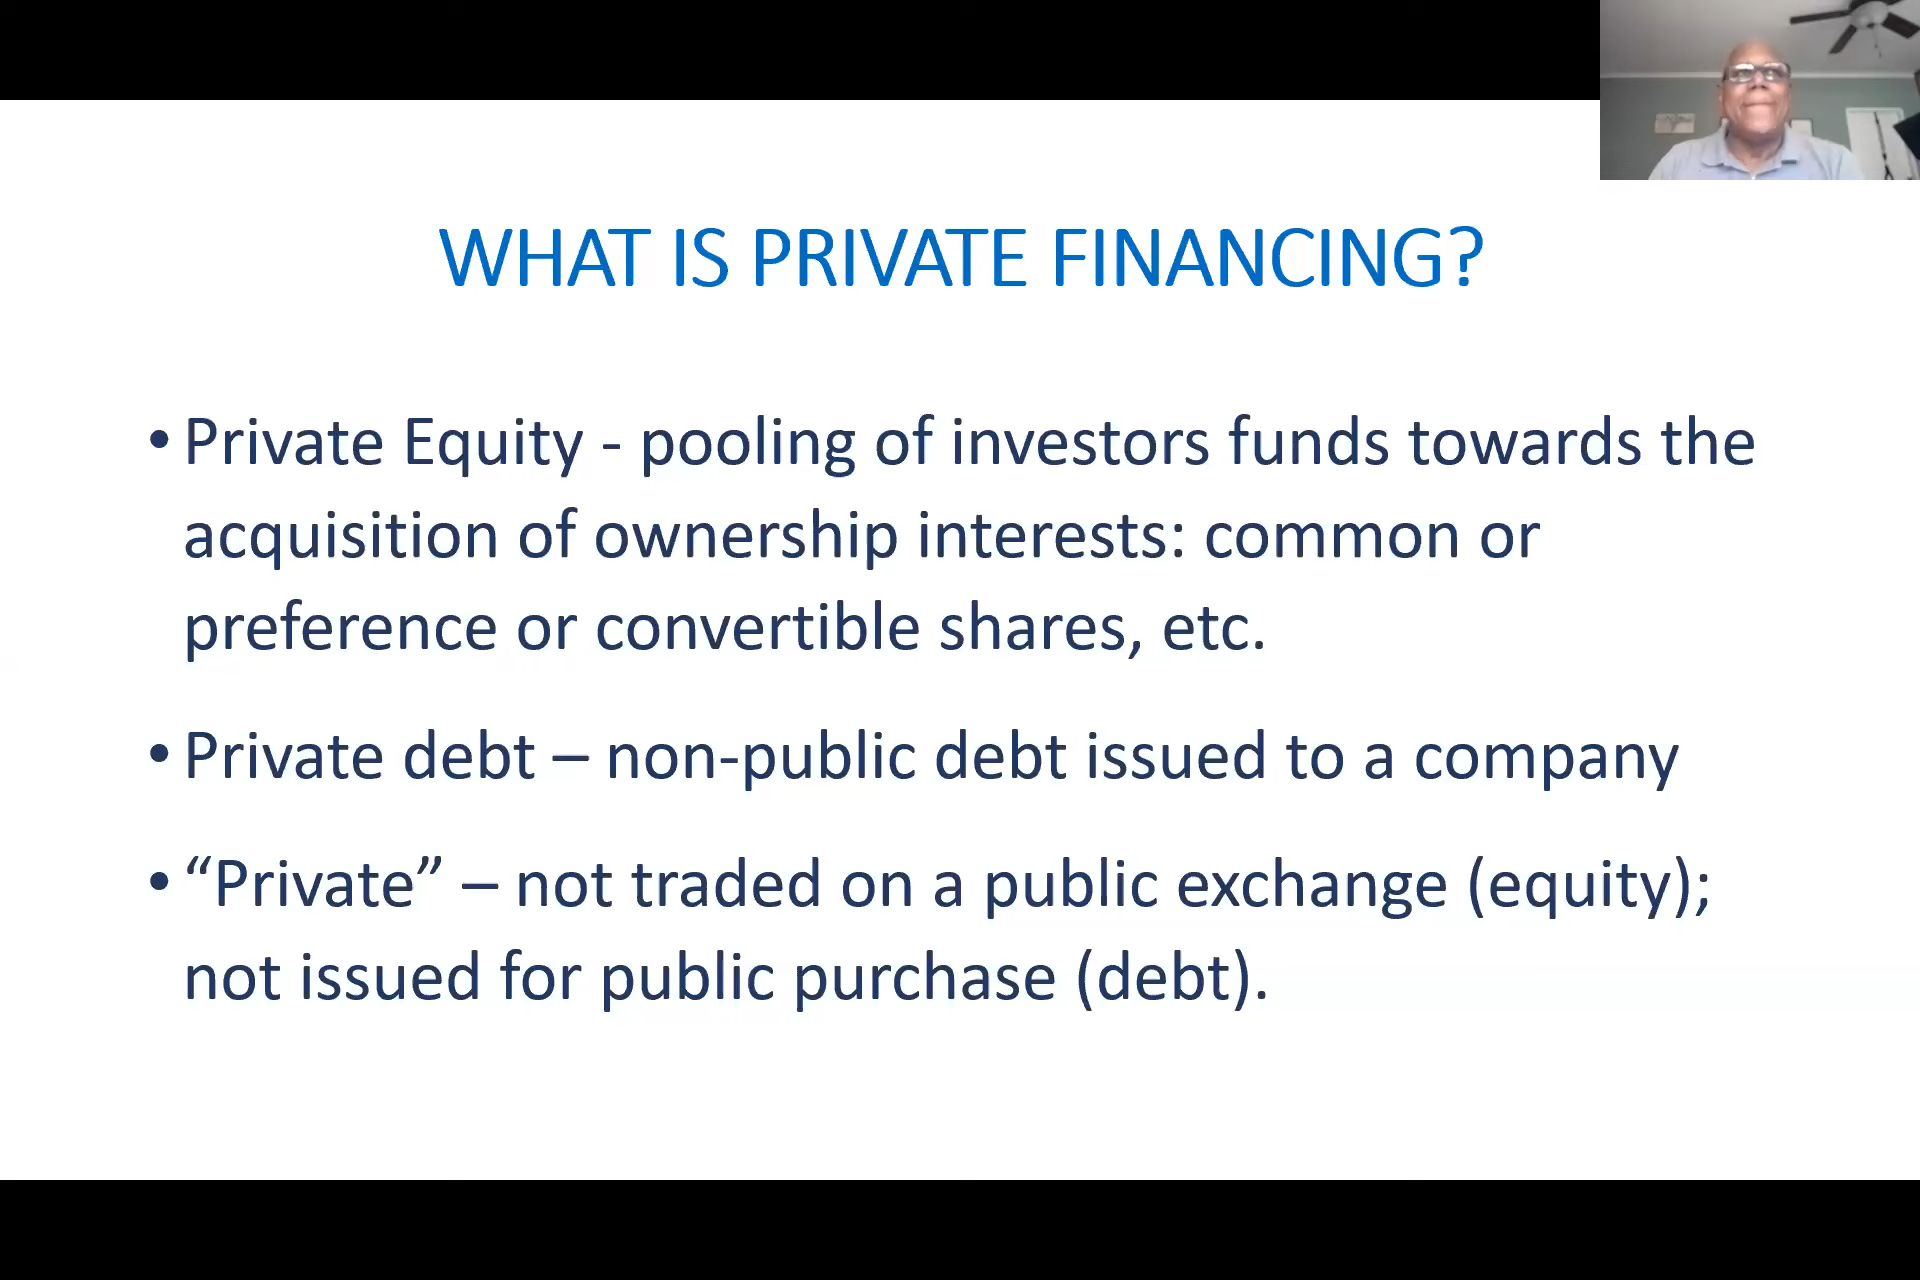 WHAT IS PRIVATE FINANCING?
• Private Equity - pooling of investors funds towards the
acquisition of ownership interests: common or
preference or convertible shares, etc.
• Private debt – non-public debt issued to a company
• “Private” – not traded on a public exchange (equity);
not issued for public purchase (debt).